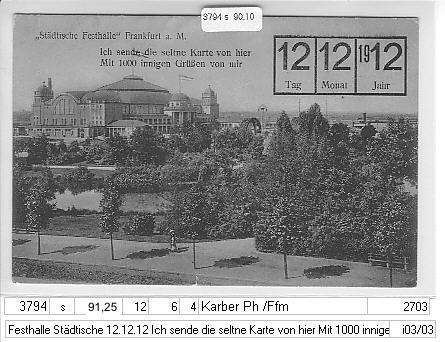 3794 s 90.10
„Städtische Festhalle“ Frankfurt a. M.
Ich sende die seltne Karte von hier
Mit 1000 innigen Grüßen von mir
12 12 1912
Tag Monat Jahr
3794 s 91,25 12 6 4 Karber Ph /Ffm 2703
Festhalle Städtische 12.12.12 Ich sende die seltne Karte von hier Mit 1000 innige i03/03